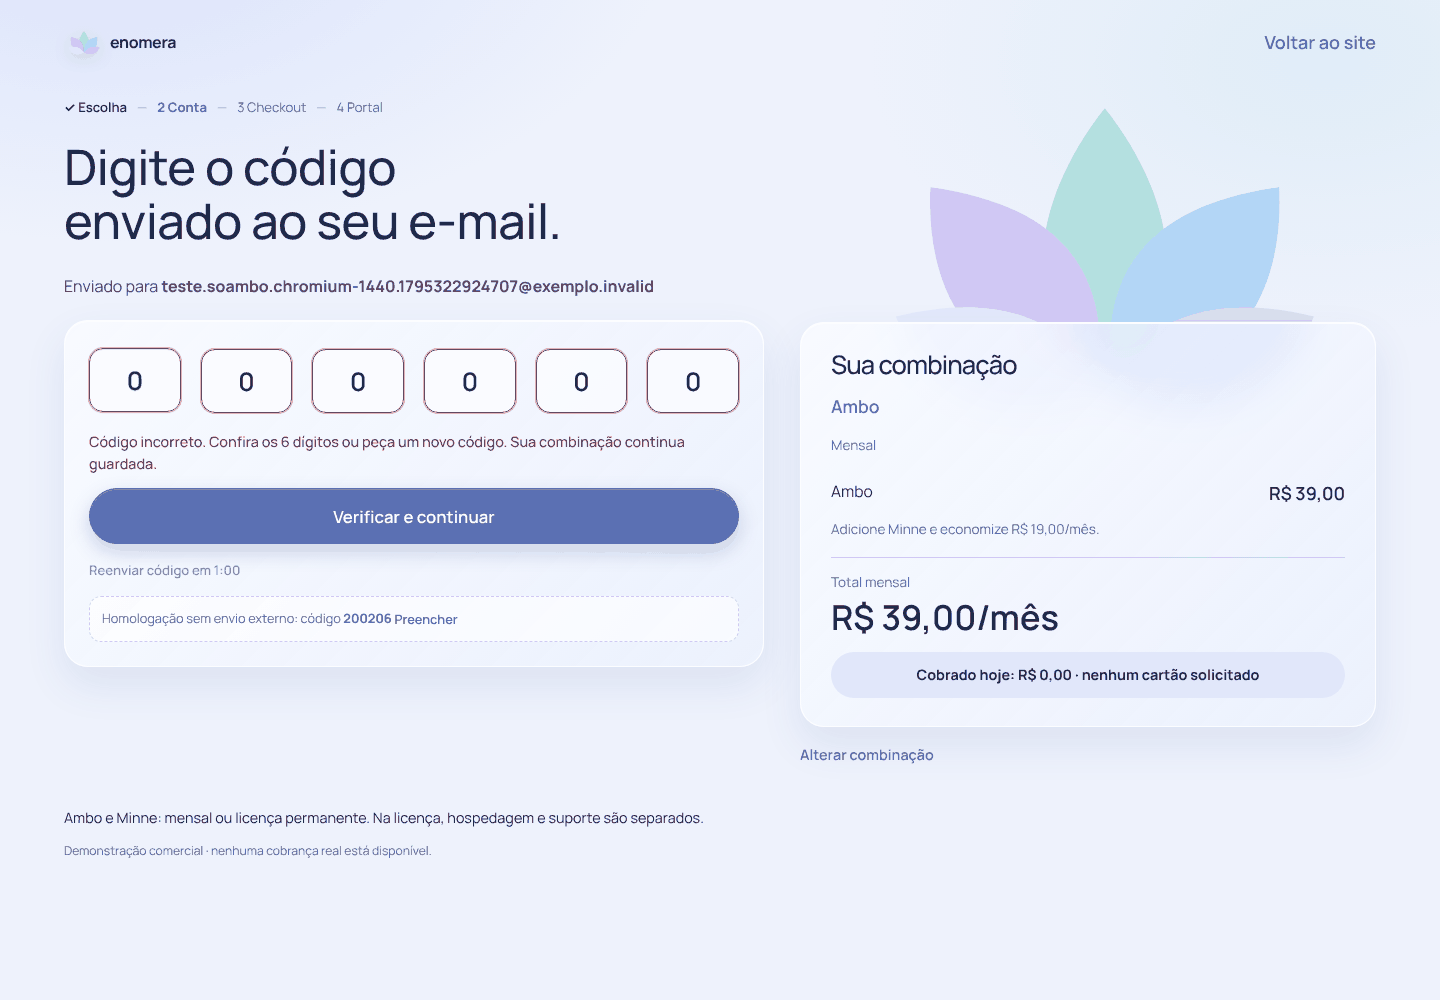 enomera
Voltar ao site
✓ Escolha — 2 Conta — 3 Checkout — 4 Portal
Digite o código
enviado ao seu e-mail.
Enviado para teste.soambo.chromium-1440.1795322924707@exemplo.invalid
0 0 0 0 0 0
Código incorreto. Confira os 6 dígitos ou peça um novo código. Sua combinação continua
guardada.
Verificar e continuar
Reenviar código em 1:00
Homologação sem envio externo: código 200206 Preencher
Sua combinação
Ambo
Mensal
Ambo R$ 39,00
Adicione Minne e economize R$ 19,00/mês.
Total mensal
R$ 39,00/mês
Cobrado hoje: R$ 0,00 · nenhum cartão solicitado
Alterar combinação
Ambo e Minne: mensal ou licença permanente. Na licença, hospedagem e suporte são separados.
Demonstração comercial · nenhuma cobrança real está disponível.